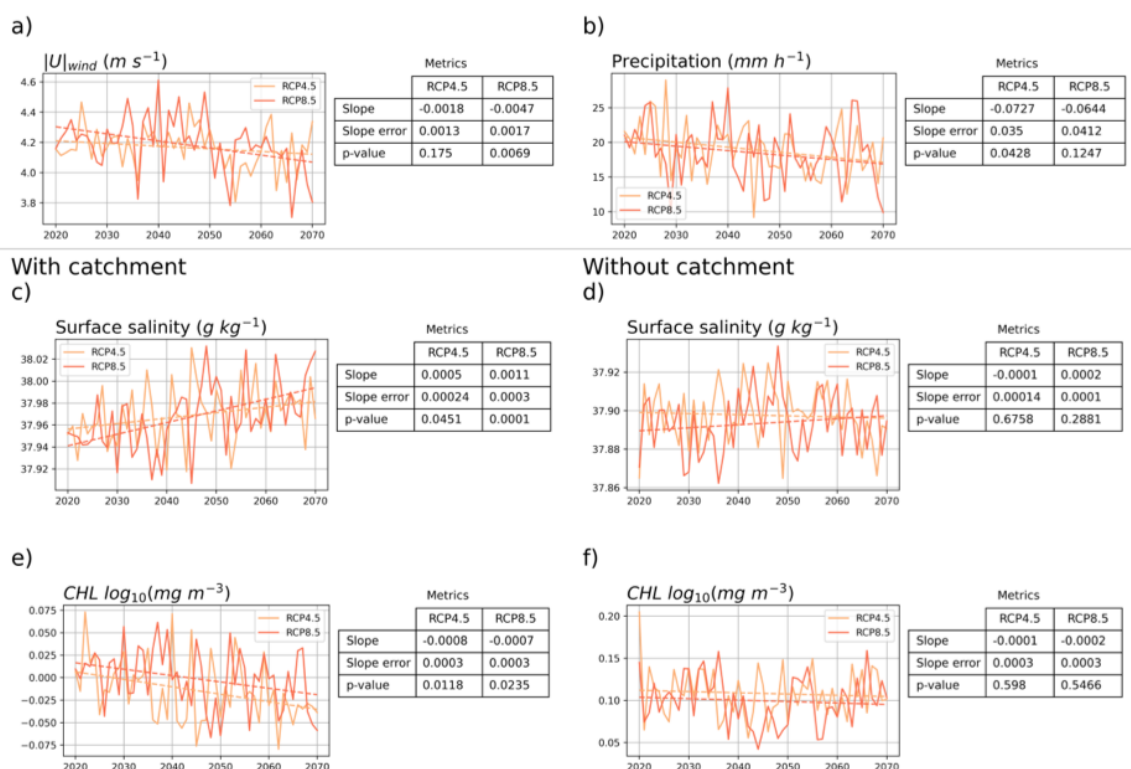 a)
b)
|U|wind (m s⁻¹)
Metrics
RCP4.5 RCP8.5
Slope -0.0018 -0.0047
Slope error 0.0013 0.0017
p-value 0.175 0.0069
4.6
4.4
4.2
4.0
3.8
RCP4.5
RCP8.5
2020 2030 2040 2050 2060 2070
Precipitation (mm h⁻¹)
Metrics
RCP4.5 RCP8.5
Slope -0.0727 -0.0644
Slope error 0.035 0.0412
p-value 0.0428 0.1247
25
20
15
10
RCP4.5
RCP8.5
2020 2030 2040 2050 2060 2070
With catchment
Without catchment
c)
d)
Surface salinity (g kg⁻¹)
Metrics
RCP4.5 RCP8.5
Slope 0.0005 0.0011
Slope error 0.00024 0.0003
p-value 0.0451 0.0001
38.02
38.00
37.98
37.96
37.94
37.92
RCP4.5
RCP8.5
2020 2030 2040 2050 2060 2070
Surface salinity (g kg⁻¹)
Metrics
RCP4.5 RCP8.5
Slope -0.0001 0.0002
Slope error 0.00014 0.0001
p-value 0.6758 0.2881
37.92
37.90
37.88
37.86
RCP4.5
RCP8.5
2020 2030 2040 2050 2060 2070
e)
f)
CHL log₁₀(mg m⁻³)
Metrics
RCP4.5 RCP8.5
Slope -0.0008 -0.0007
Slope error 0.0003 0.0003
p-value 0.0118 0.0235
0.075
0.050
0.025
0.000
−0.025
−0.050
−0.075
RCP4.5
RCP8.5
2020 2030 2040 2050 2060 2070
CHL log₁₀(mg m⁻³)
Metrics
RCP4.5 RCP8.5
Slope -0.0001 -0.0002
Slope error 0.0003 0.0003
p-value 0.598 0.5466
0.20
0.15
0.10
0.05
RCP4.5
RCP8.5
2020 2030 2040 2050 2060 2070